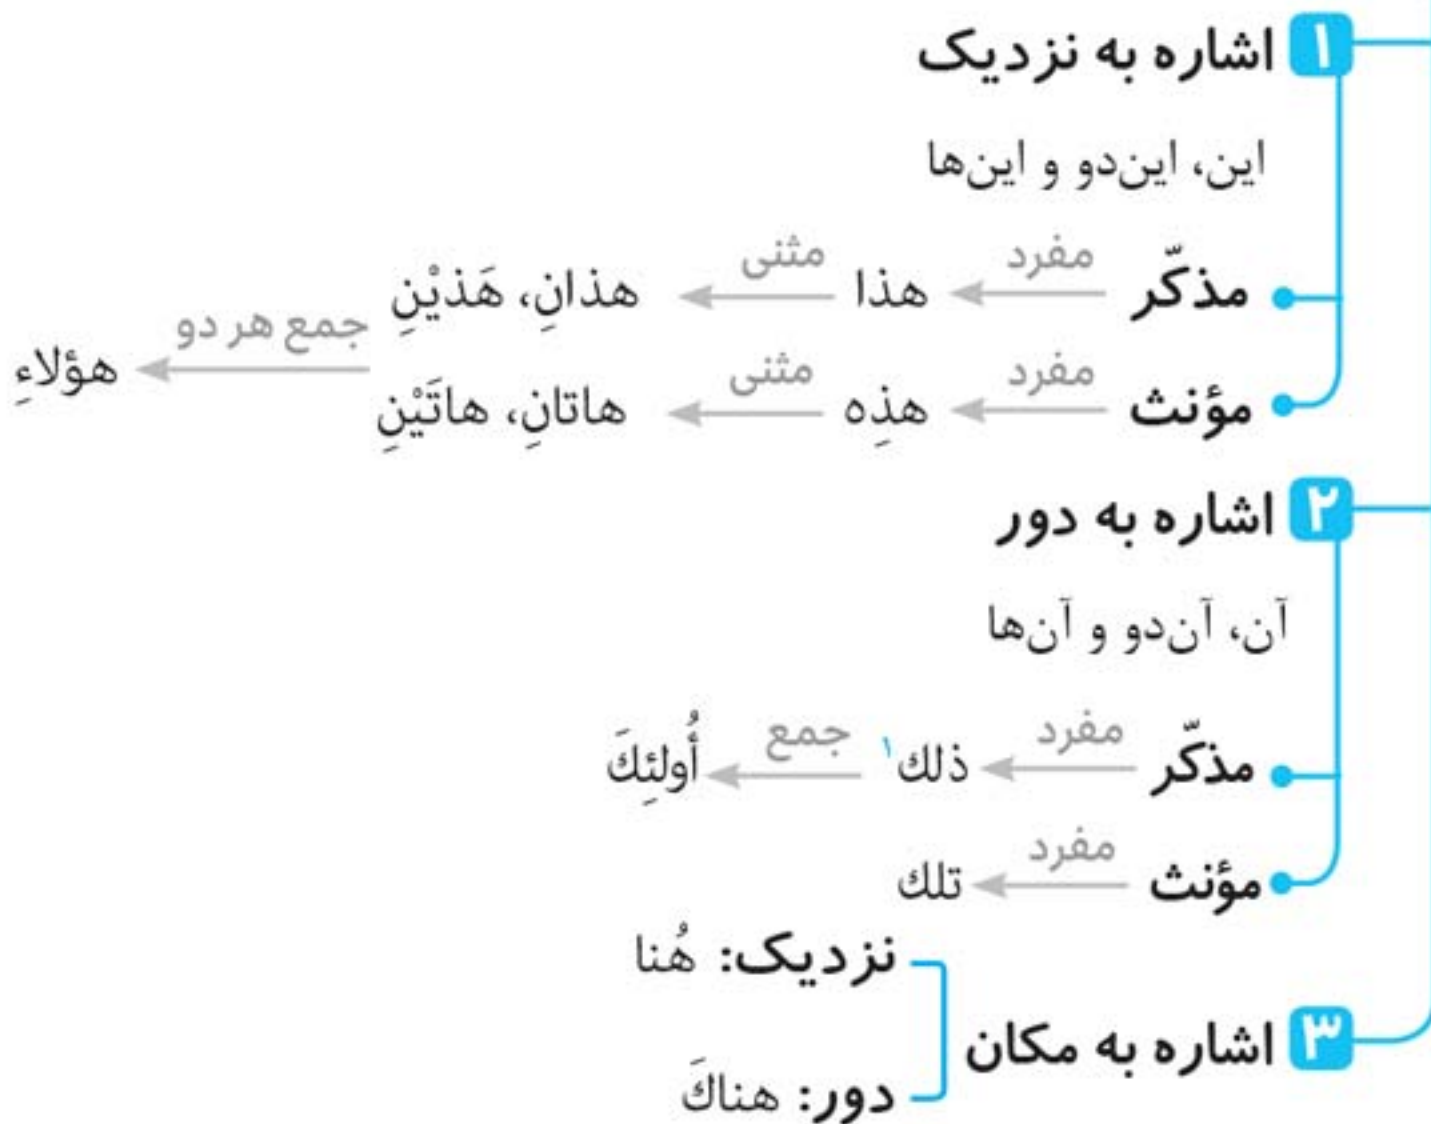 ۱ اشاره به نزدیک
این، این‌دو و این‌ها
مذکّر مفرد هذا مثنی هذانِ، هَذیْنِ
جمع هر دو هؤلاءِ
مؤنث مفرد هذِه مثنی هاتانِ، هاتَیْنِ
۲ اشاره به دور
آن، آن‌دو و آن‌ها
مذکّر مفرد ذلك۱ جمع أُولئِكَ
مؤنث مفرد تلك
۳ اشاره به مکان
نزدیک: هُنا
دور: هناكَ